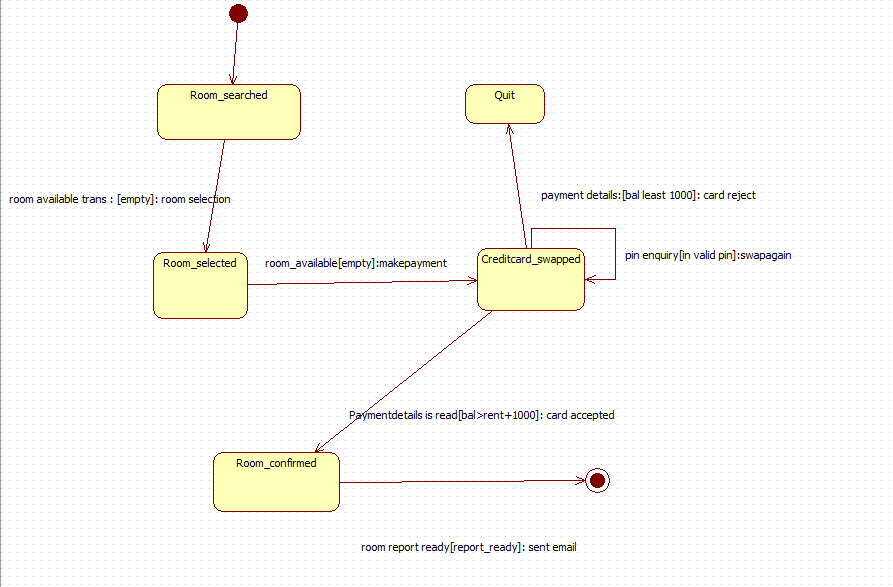 Room_searched
Quit
room available trans : [empty]: room selection
payment details:[bal least 1000]: card reject
Room_selected
room_available[empty]:makepayment
Creditcard_swapped
pin enquiry[in valid pin]:swapagain
Paymentdetails is read[bal>rent+1000]: card accepted
Room_confirmed
room report ready[report_ready]: sent email